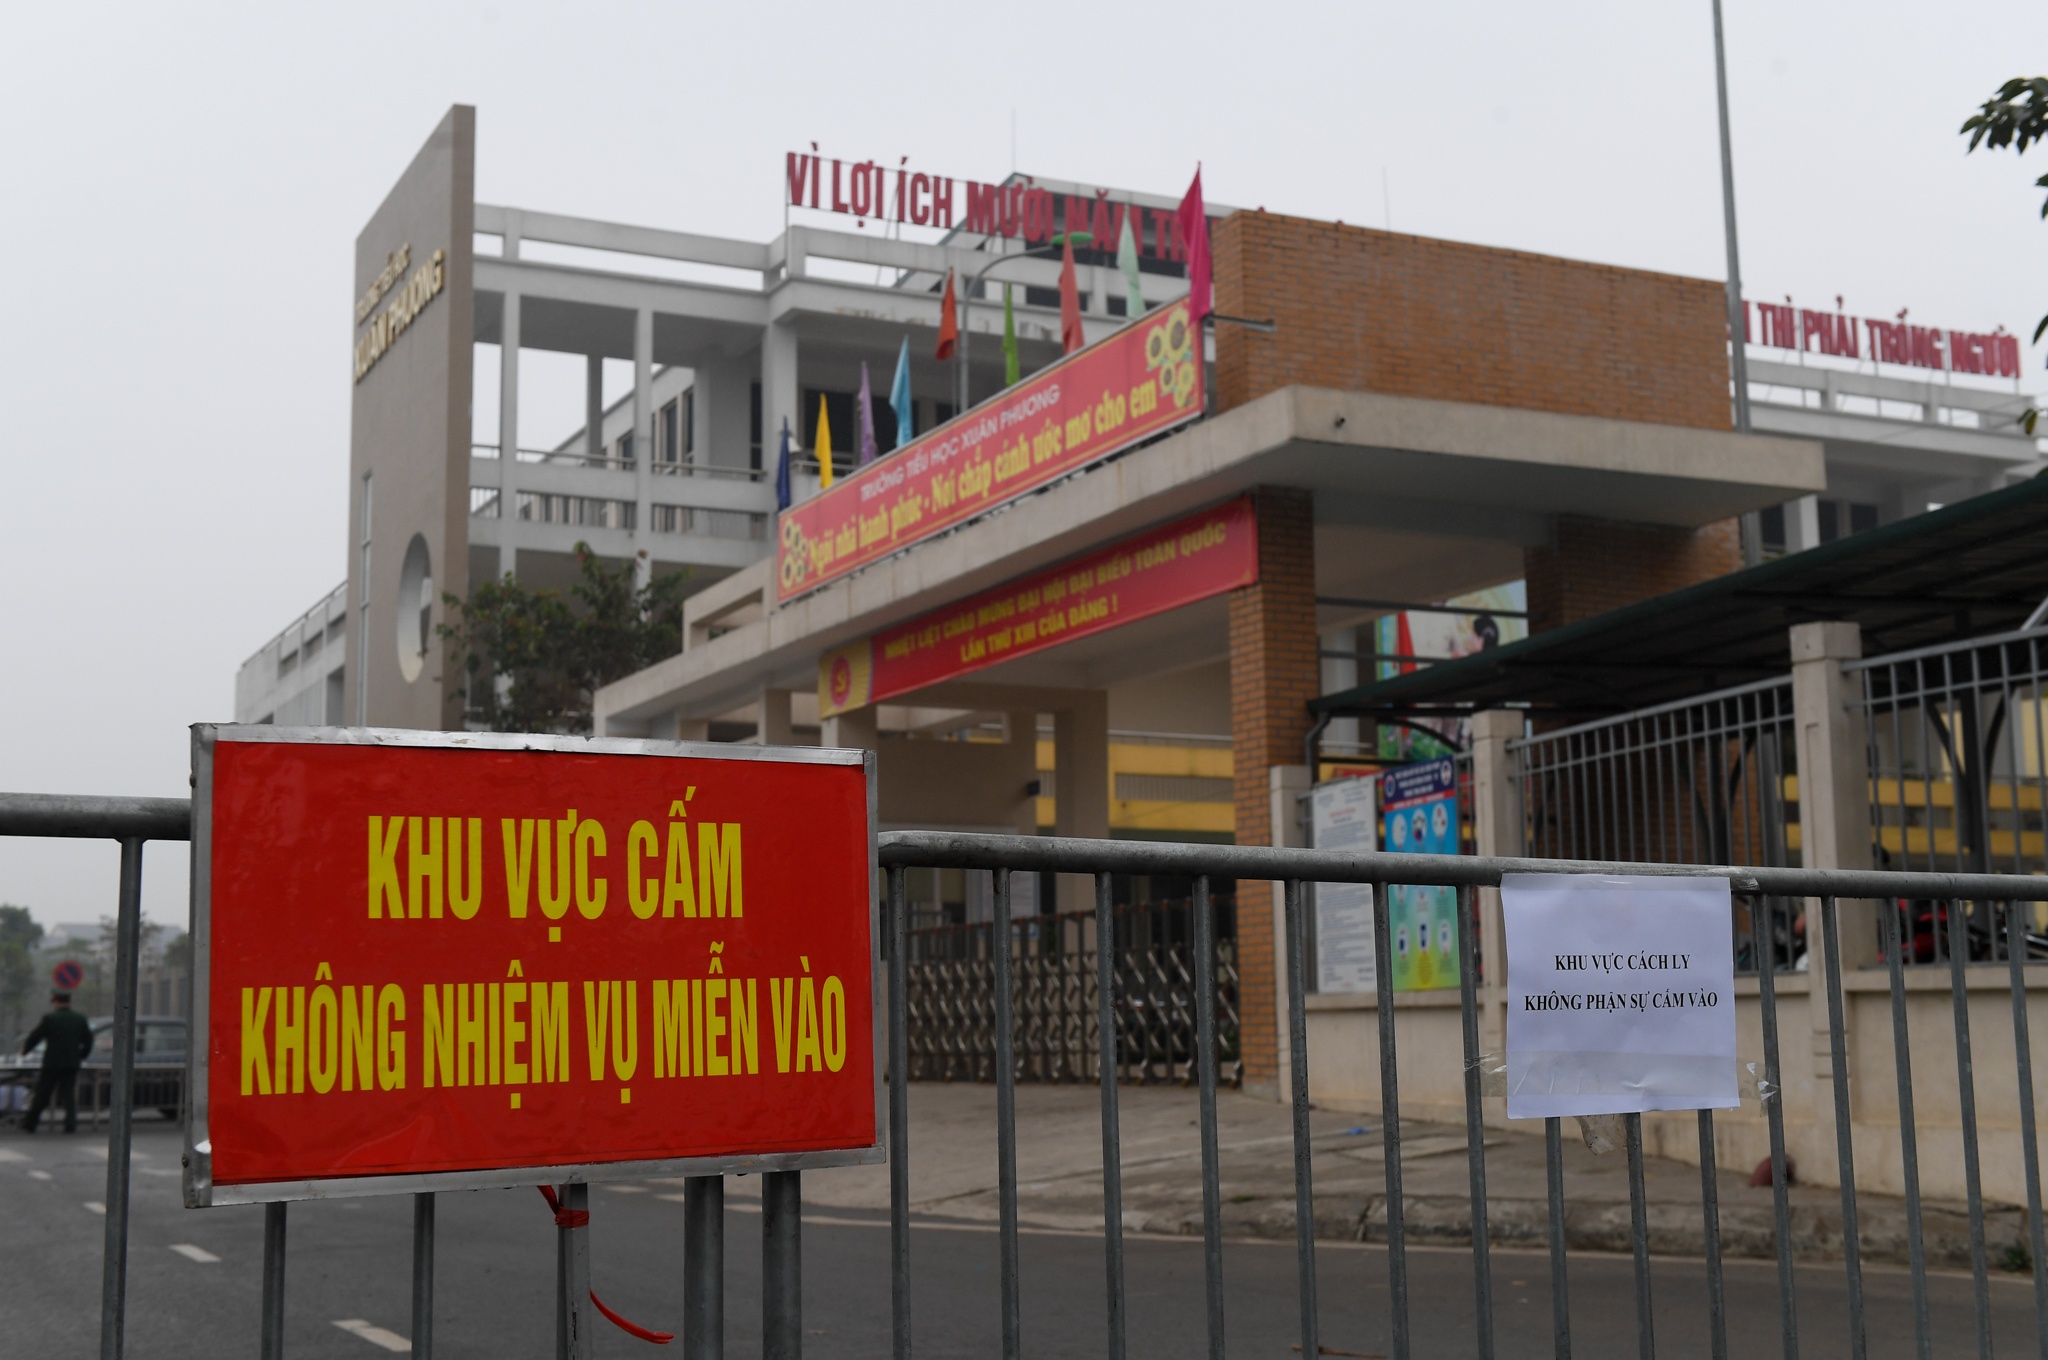 VÌ LỢI ÍCH MƯỜI NĂM
THÌ PHẢI TRỒNG NGƯỜI
TRƯỜNG TIỂU HỌC
XUÂN PHƯƠNG
TRƯỜNG TIỂU HỌC XUÂN PHƯƠNG
Ngôi nhà hạnh phúc - Nơi chắp cánh ước mơ cho em
NHIỆT LIỆT CHÀO MỪNG ĐẠI HỘI ĐẠI BIỂU TOÀN QUỐC
LẦN THỨ XIII CỦA ĐẢNG !
KHU VỰC CẤM
KHÔNG NHIỆM VỤ MIỄN VÀO
KHU VỰC CÁCH LY
KHÔNG PHẬN SỰ CẤM VÀO